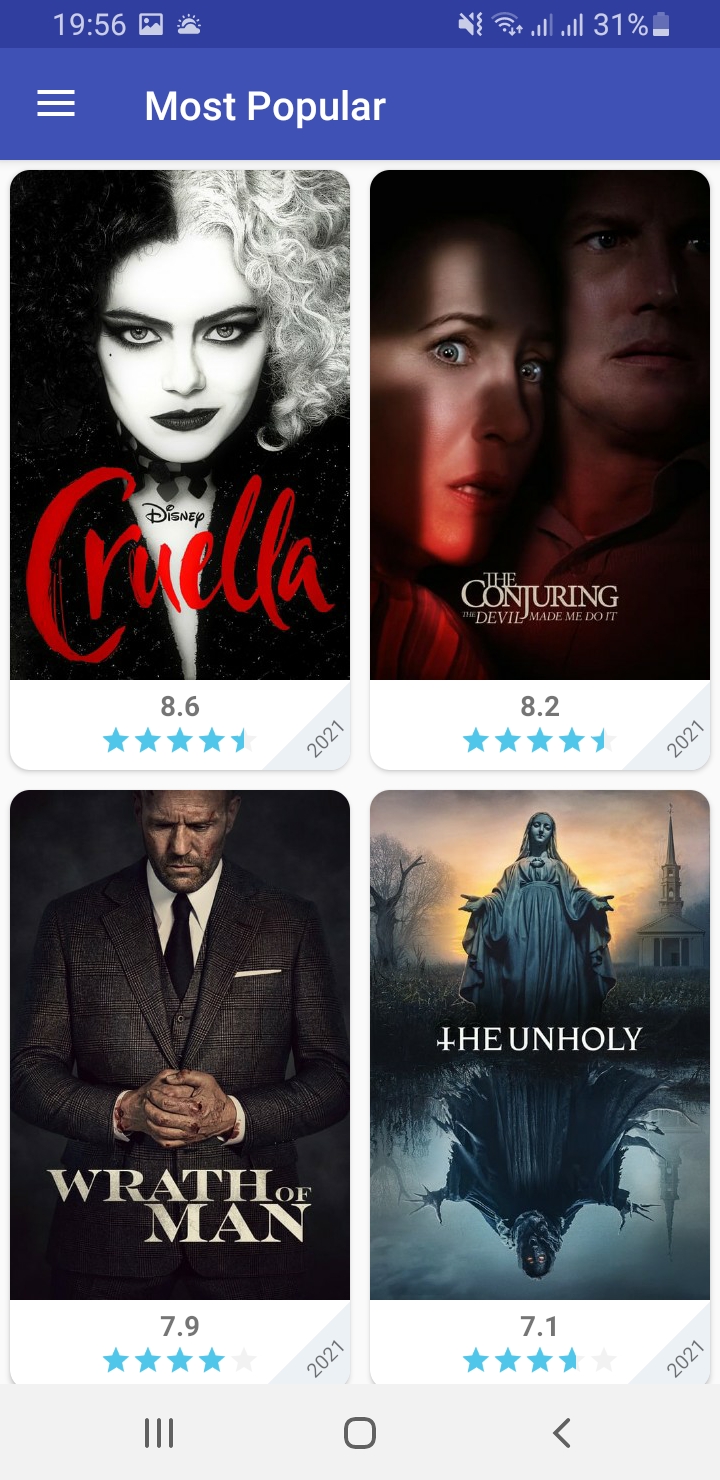 19:56 31%
Most Popular
Disney
Cruella
THE
CONJURING
THE DEVIL MADE ME DO IT
8.6
2021
8.2
2021
WRATH OF
MAN
THE UNHOLY
7.9
2021
7.1
2021